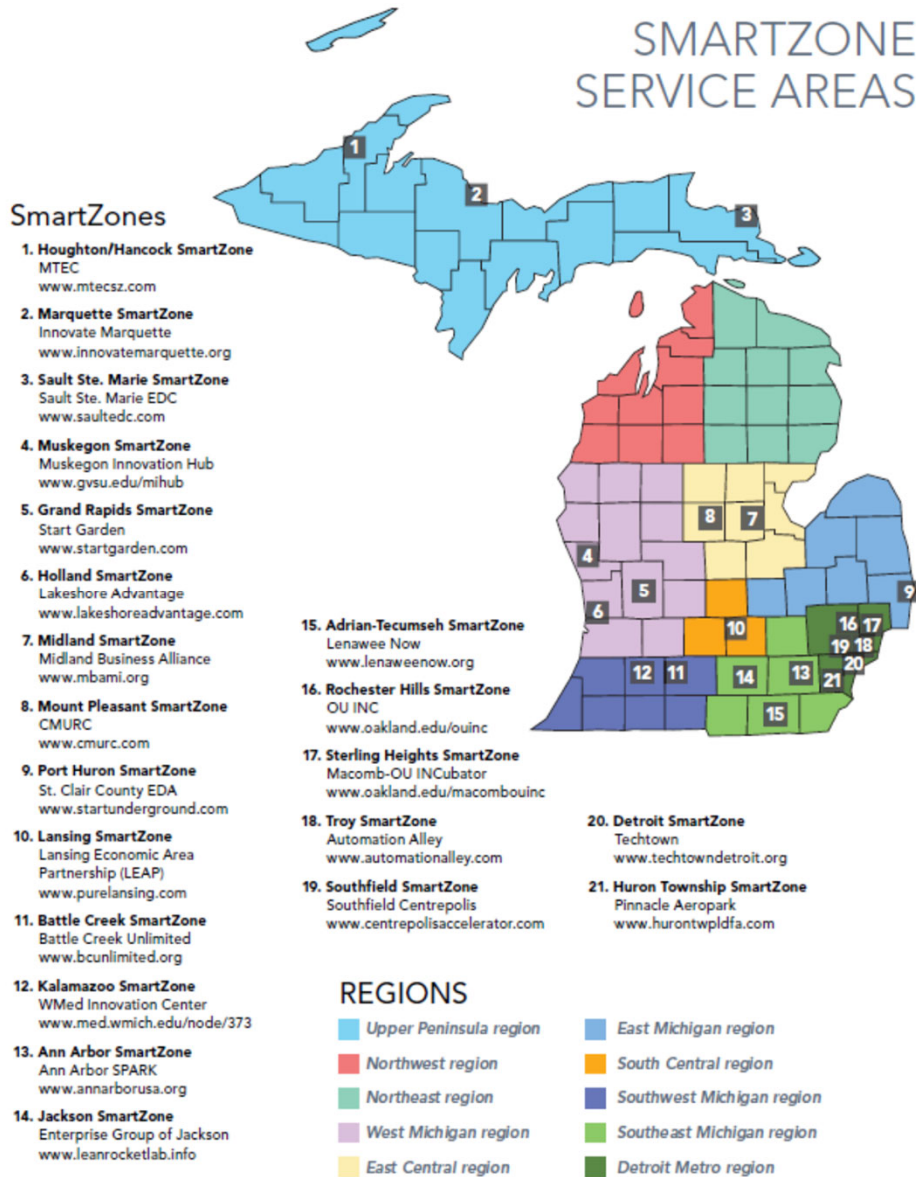 SMARTZONE
SERVICE AREAS
1
2
3
SmartZones
1. Houghton/Hancock SmartZone
MTEC
www.mtecsz.com
2. Marquette SmartZone
Innovate Marquette
www.innovatemarquette.org
3. Sault Ste. Marie SmartZone
Sault Ste. Marie EDC
www.saultedc.com
4. Muskegon SmartZone
Muskegon Innovation Hub
www.gvsu.edu/mihub
5. Grand Rapids SmartZone
Start Garden
www.startgarden.com
6. Holland SmartZone
Lakeshore Advantage
www.lakeshoreadvantage.com
7. Midland SmartZone
Midland Business Alliance
www.mbami.org
8. Mount Pleasant SmartZone
CMURC
www.cmurc.com
9. Port Huron SmartZone
St. Clair County EDA
www.startunderground.com
10. Lansing SmartZone
Lansing Economic Area
Partnership (LEAP)
www.purelansing.com
11. Battle Creek SmartZone
Battle Creek Unlimited
www.bcunlimited.org
12. Kalamazoo SmartZone
WMed Innovation Center
www.med.wmich.edu/node/373
13. Ann Arbor SmartZone
Ann Arbor SPARK
www.annarborusa.org
14. Jackson SmartZone
Enterprise Group of Jackson
www.leanrocketlab.info
8
7
4
5
9
6
10
16
17
19
18
20
12
11
14
13
21
15
15. Adrian-Tecumseh SmartZone
Lenawee Now
www.lenaweenow.org
16. Rochester Hills SmartZone
OU INC
www.oakland.edu/ouinc
17. Sterling Heights SmartZone
Macomb-OU INCubator
www.oakland.edu/macombouinc
18. Troy SmartZone
Automation Alley
www.automationalley.com
19. Southfield SmartZone
Southfield Centrepolis
www.centrepolisaccelerator.com
20. Detroit SmartZone
Techtown
www.techtowndetroit.org
21. Huron Township SmartZone
Pinnacle Aeropark
www.hurontwpldfa.com
REGIONS
Upper Peninsula region
Northwest region
Northeast region
West Michigan region
East Central region
East Michigan region
South Central region
Southwest Michigan region
Southeast Michigan region
Detroit Metro region